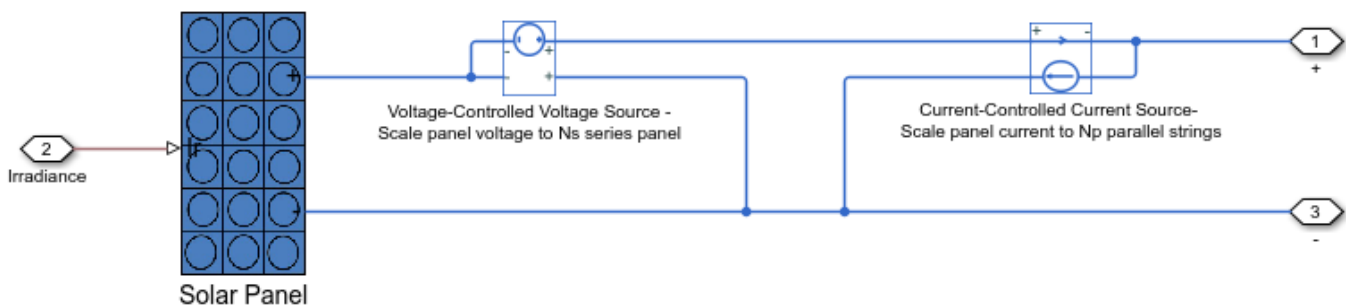 +
-
+
-
+
+
-
1
+
Voltage-Controlled Voltage Source -
Scale panel voltage to Ns series panel
Current-Controlled Current Source-
Scale panel current to Np parallel strings
2
Ir
Irradiance
-
3
-
Solar Panel